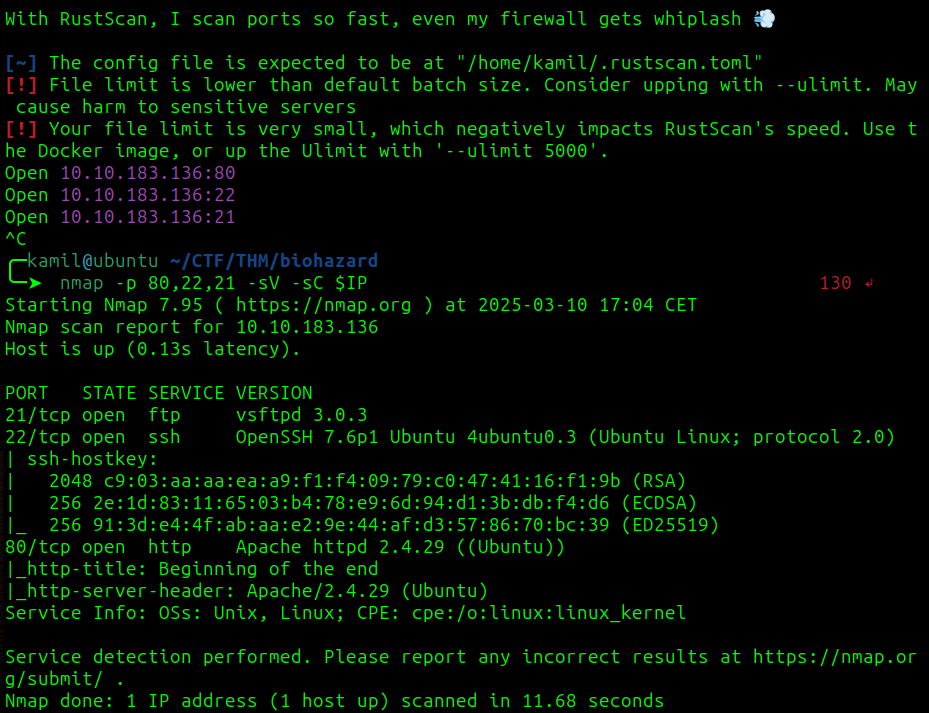 With RustScan, I scan ports so fast, even my firewall gets whiplash 💨
[~] The config file is expected to be at "/home/kamil/.rustscan.toml"
[!] File limit is lower than default batch size. Consider upping with --ulimit. May
 cause harm to sensitive servers
[!] Your file limit is very small, which negatively impacts RustScan's speed. Use t
he Docker image, or up the Ulimit with '--ulimit 5000'.
Open 10.10.183.136:80
Open 10.10.183.136:22
Open 10.10.183.136:21
^C
╭─kamil@ubuntu ~/CTF/THM/biohazard
╰─➤  nmap -p 80,22,21 -sV -sC $IP 130 ↲
Starting Nmap 7.95 ( https://nmap.org ) at 2025-03-10 17:04 CET
Nmap scan report for 10.10.183.136
Host is up (0.13s latency).
PORT   STATE SERVICE VERSION
21/tcp open  ftp     vsftpd 3.0.3
22/tcp open  ssh     OpenSSH 7.6p1 Ubuntu 4ubuntu0.3 (Ubuntu Linux; protocol 2.0)
| ssh-hostkey:
|   2048 c9:03:aa:aa:ea:a9:f1:f4:09:79:c0:47:41:16:f1:9b (RSA)
|   256 2e:1d:83:11:65:03:b4:78:e9:6d:94:d1:3b:db:f4:d6 (ECDSA)
|_  256 91:3d:e4:4f:ab:aa:e2:9e:44:af:d3:57:86:70:bc:39 (ED25519)
80/tcp open  http    Apache httpd 2.4.29 ((Ubuntu))
|_http-title: Beginning of the end
|_http-server-header: Apache/2.4.29 (Ubuntu)
Service Info: OSs: Unix, Linux; CPE: cpe:/o:linux:linux_kernel
Service detection performed. Please report any incorrect results at https://nmap.or
g/submit/ .
Nmap done: 1 IP address (1 host up) scanned in 11.68 seconds